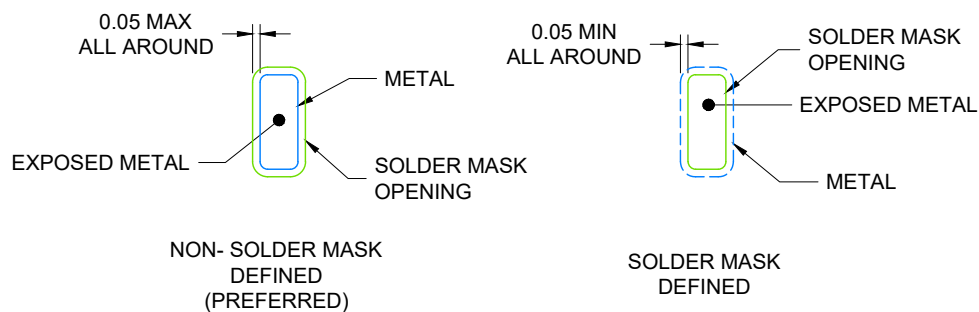 0.05 MAX
ALL AROUND
METAL
EXPOSED METAL
SOLDER MASK
OPENING
NON- SOLDER MASK
DEFINED
(PREFERRED)
0.05 MIN
ALL AROUND
SOLDER MASK
OPENING
EXPOSED METAL
METAL
SOLDER MASK
DEFINED